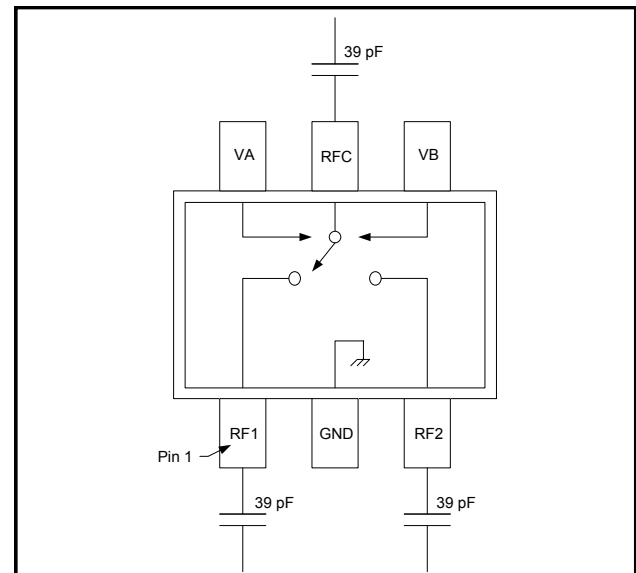 39 pF
VA
RFC
VB
RF1
GND
RF2
Pin 1
39 pF
39 pF